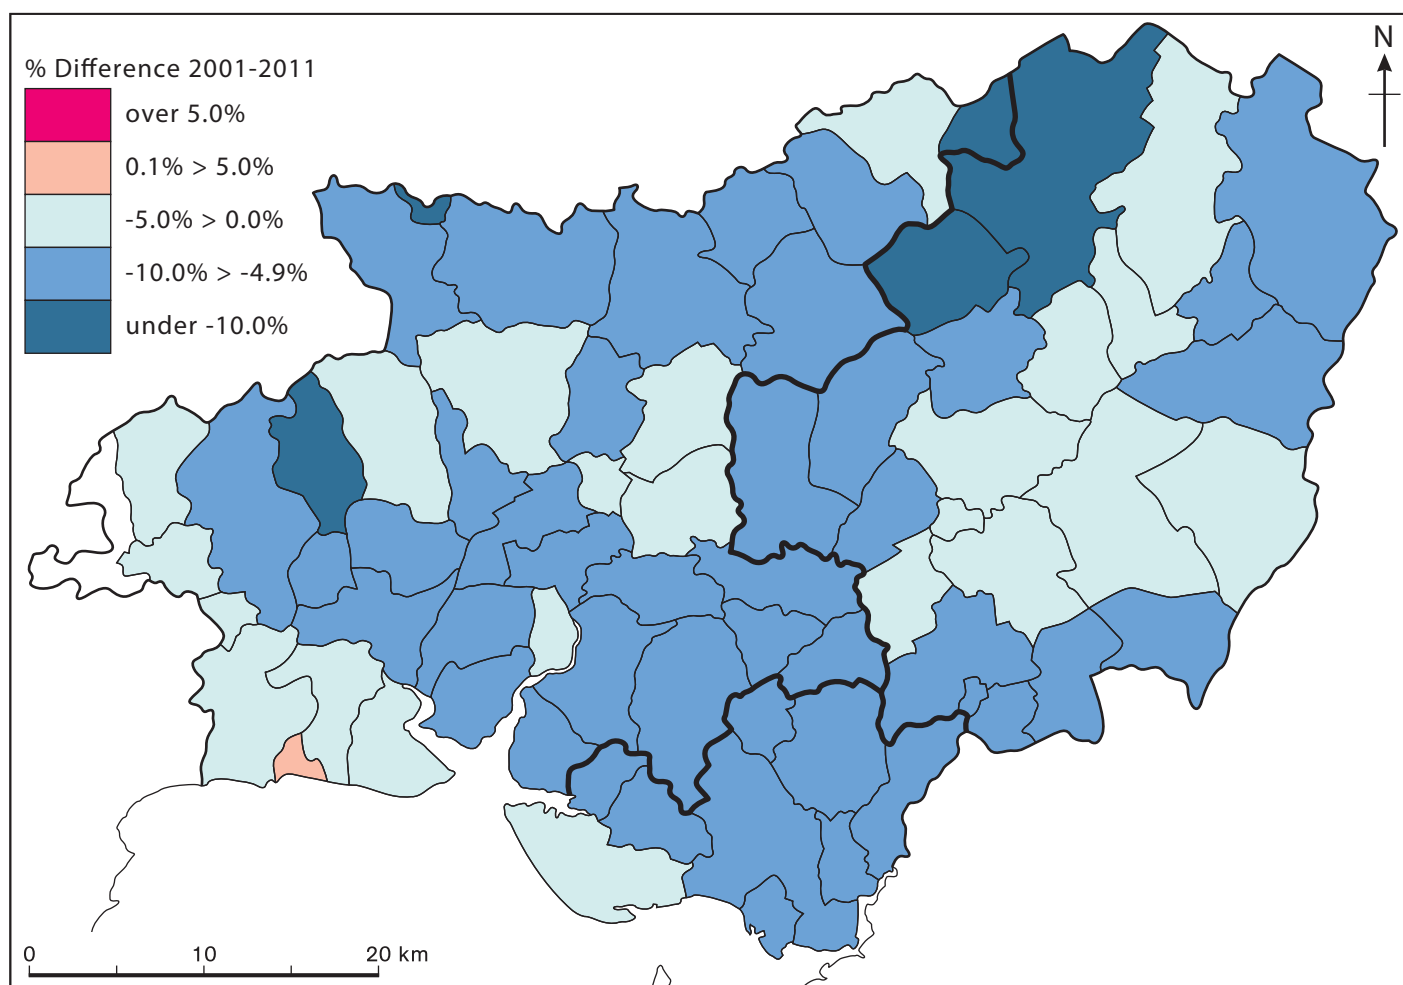 % Difference 2001-2011
over 5.0%
0.1% > 5.0%
-5.0% > 0.0%
-10.0% > -4.9%
under -10.0%
N
0 10 20 km